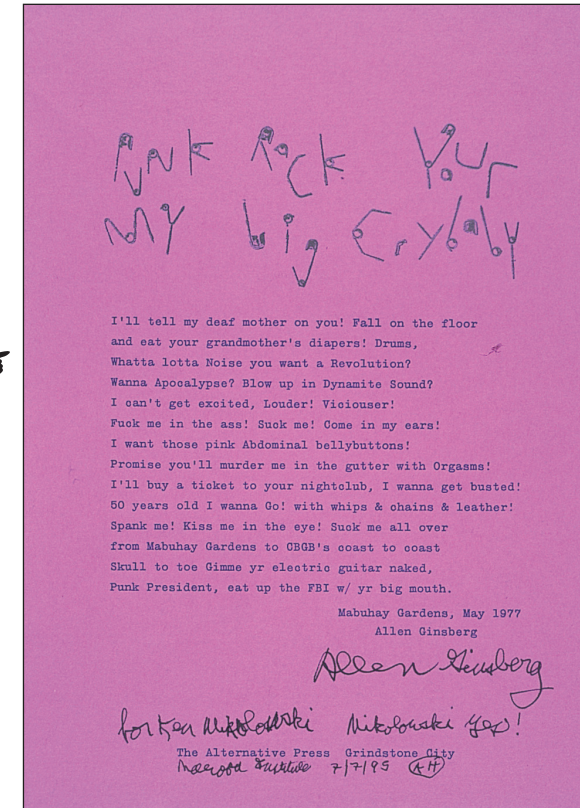 PUNK ROCK YOUR
MY big Crybaby
I'll tell my deaf mother on you! Fall on the floor
and eat your grandmother's diapers! Drums,
Whatta lotta Noise you want a Revolution?
Wanna Apocalypse? Blow up in Dynamite Sound?
I can't get excited, Louder! Viciouser!
Fuck me in the ass! Suck me! Come in my ears!
I want those pink Abdominal bellybuttons!
Promise you'll murder me in the gutter with Orgasms!
I'll buy a ticket to your nightclub, I wanna get busted!
50 years old I wanna Go! with whips & chains & leather!
Spank me! Kiss me in the eye! Suck me all over
from Mabuhay Gardens to CBGB's coast to coast
Skull to toe Gimme yr electric guitar naked,
Punk President, eat up the FBI w/ yr big mouth.
Mabuhay Gardens, May 1977
Allen Ginsberg
Allen Ginsberg
for Ken Mikolowski Mikolowski Yes!
The Alternative Press Grindstone City
Institute 7/7/95 AH